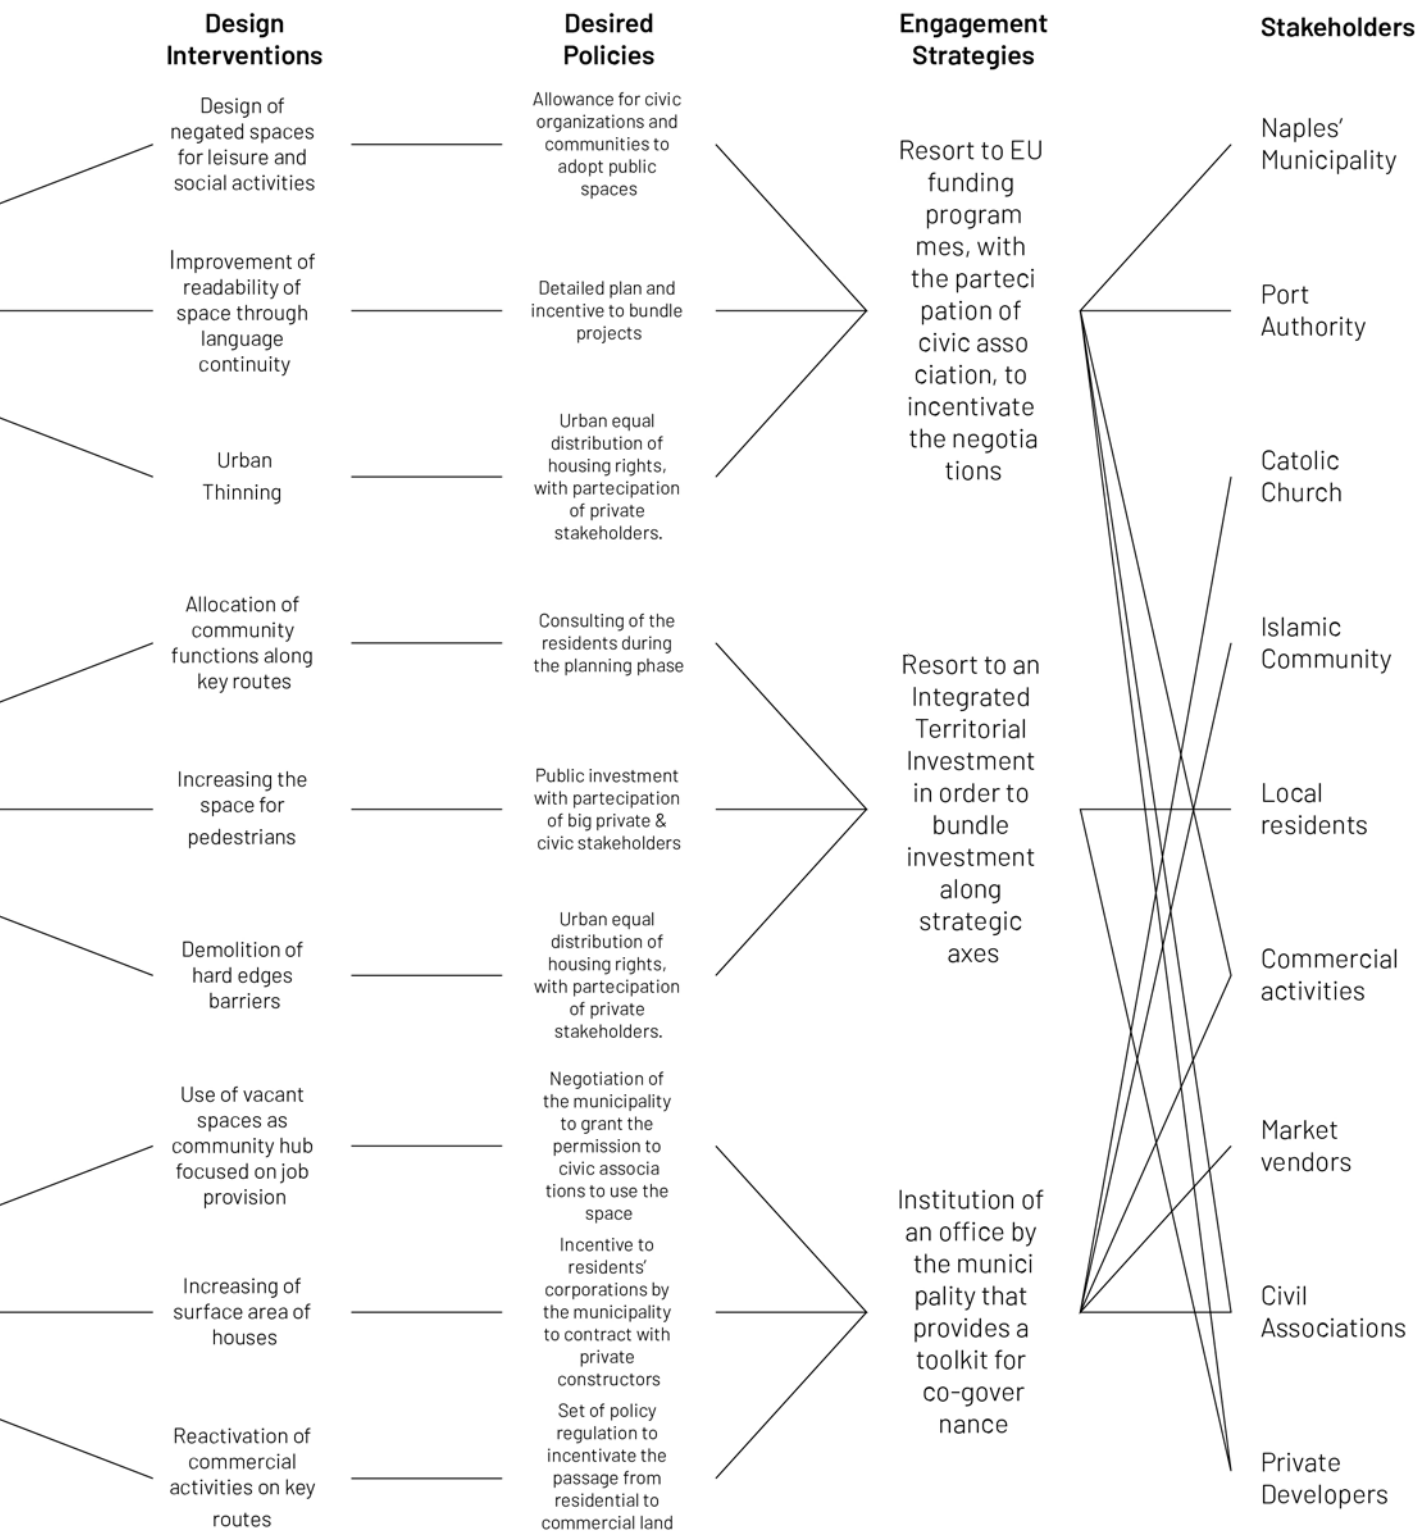 Design
Interventions
Desired
Policies
Engagement
Strategies
Stakeholders
Design of
negated spaces
for leisure and
social activities
Improvement of
readability of
space through
language
continuity
Urban
Thinning
Allocation of
community
functions along
key routes
Increasing the
space for
pedestrians
Demolition of
hard edges
barriers
Use of vacant
spaces as
community hub
focused on job
provision
Increasing of
surface area of
houses
Reactivation of
commercial
activities on key
routes
Allowance for civic
organizations and
communities to
adopt public
spaces
Detailed plan and
incentive to bundle
projects
Urban equal
distribution of
housing rights,
with partecipation
of private
stakeholders.
Consulting of the
residents during
the planning phase
Public investment
with partecipation
of big private &
civic stakeholders
Urban equal
distribution of
housing rights,
with partecipation
of private
stakeholders.
Negotiation of
the municipality
to grant the
permission to
civic associa
tions to use the
space
Incentive to
residents’
corporations by
the municipality
to contract with
private
constructors
Set of policy
regulation to
incentivate the
passage from
residential to
commercial land
Resort to EU
funding
program
mes, with
the parteci
pation of
civic asso
ciation, to
incentivate
the negotia
tions
Resort to an
Integrated
Territorial
Investment
in order to
bundle
investment
along
strategic
axes
Institution of
an office by
the munici
pality that
provides a
toolkit for
co-gover
nance
Naples’
Municipality
Port
Authority
Catolic
Church
Islamic
Community
Local
residents
Commercial
activities
Market
vendors
Civil
Associations
Private
Developers